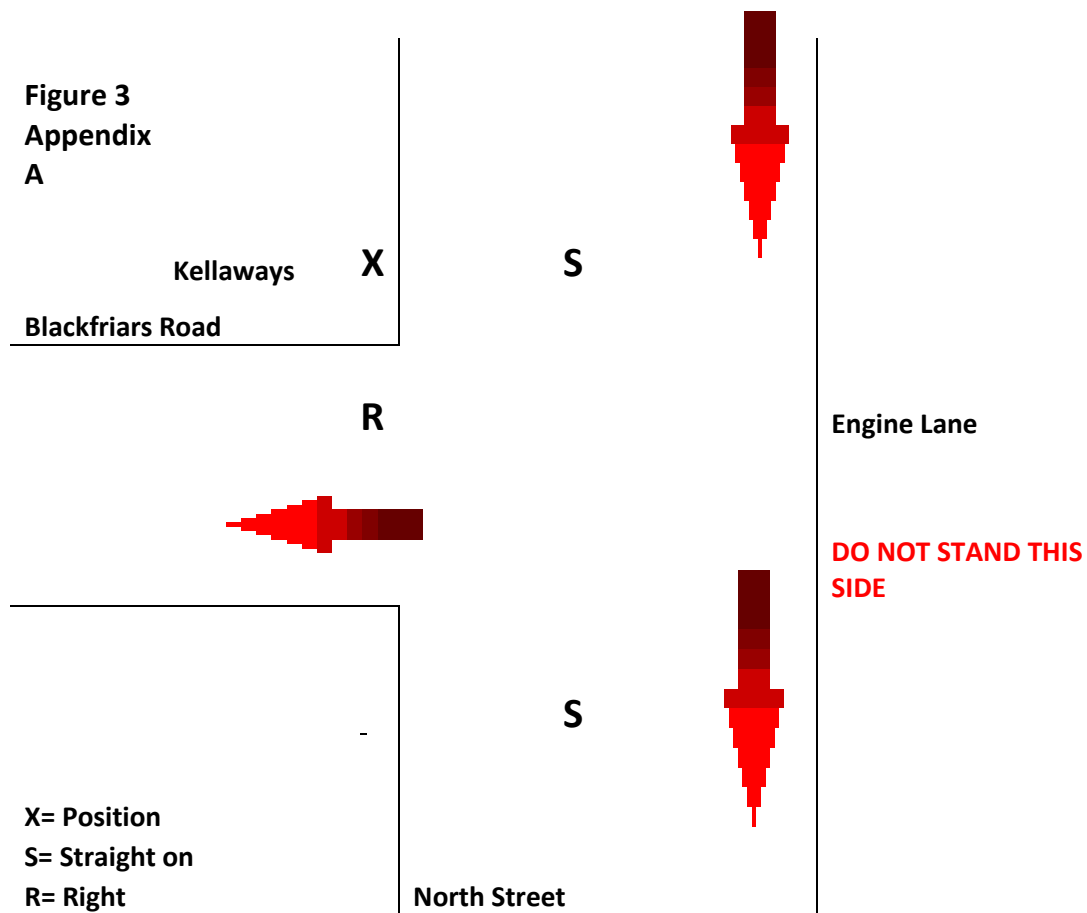 Figure 3
Appendix
A
Kellaways X S
Blackfriars Road
R
Engine Lane
DO NOT STAND THIS
SIDE
S
-
X= Position
S= Straight on
R= Right
North Street